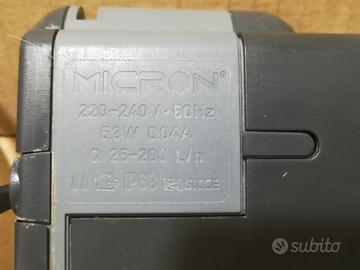 MICRON®
220-240V~50Hz
5.3W 0.04A
Q 25-200 L/h
IP68
subito